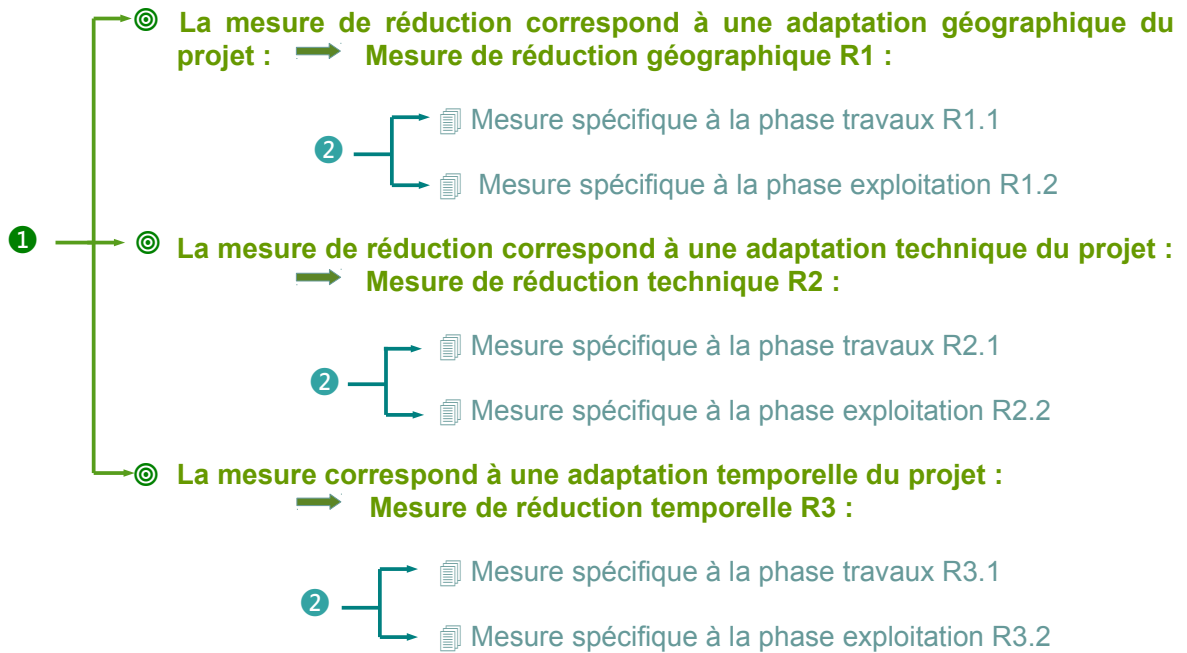 La mesure de réduction correspond à une adaptation géographique du
projet : Mesure de réduction géographique R1 :
Mesure spécifique à la phase travaux R1.1
2
Mesure spécifique à la phase exploitation R1.2
1
La mesure de réduction correspond à une adaptation technique du projet :
Mesure de réduction technique R2 :
Mesure spécifique à la phase travaux R2.1
2
Mesure spécifique à la phase exploitation R2.2
La mesure correspond à une adaptation temporelle du projet :
Mesure de réduction temporelle R3 :
Mesure spécifique à la phase travaux R3.1
2
Mesure spécifique à la phase exploitation R3.2